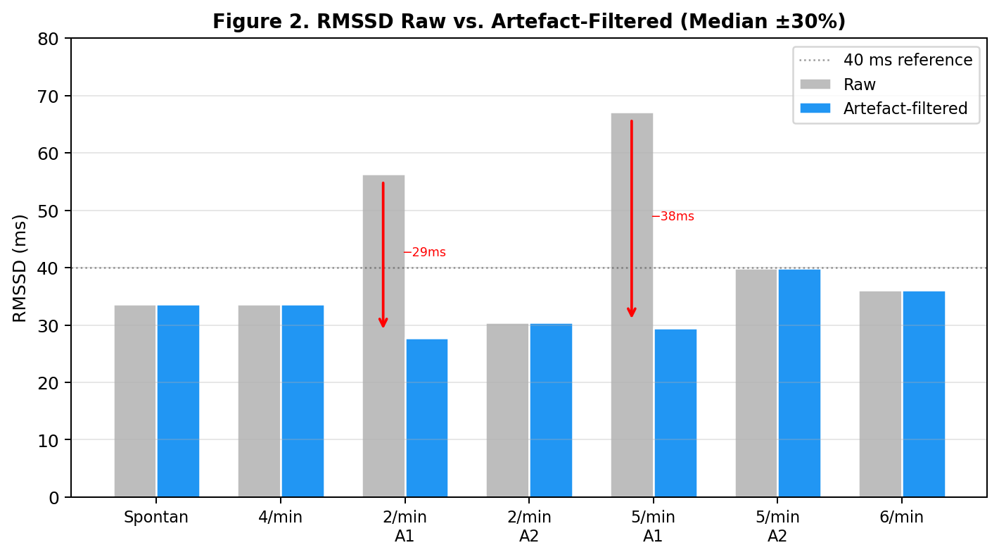 Figure 2. RMSSD Raw vs. Artefact-Filtered (Median ±30%)
RMSSD (ms)
80
70
60
50
40
30
20
10
0
40 ms reference
Raw
Artefact-filtered
−29ms
−38ms
Spontan
4/min
2/min
A1
2/min
A2
5/min
A1
5/min
A2
6/min